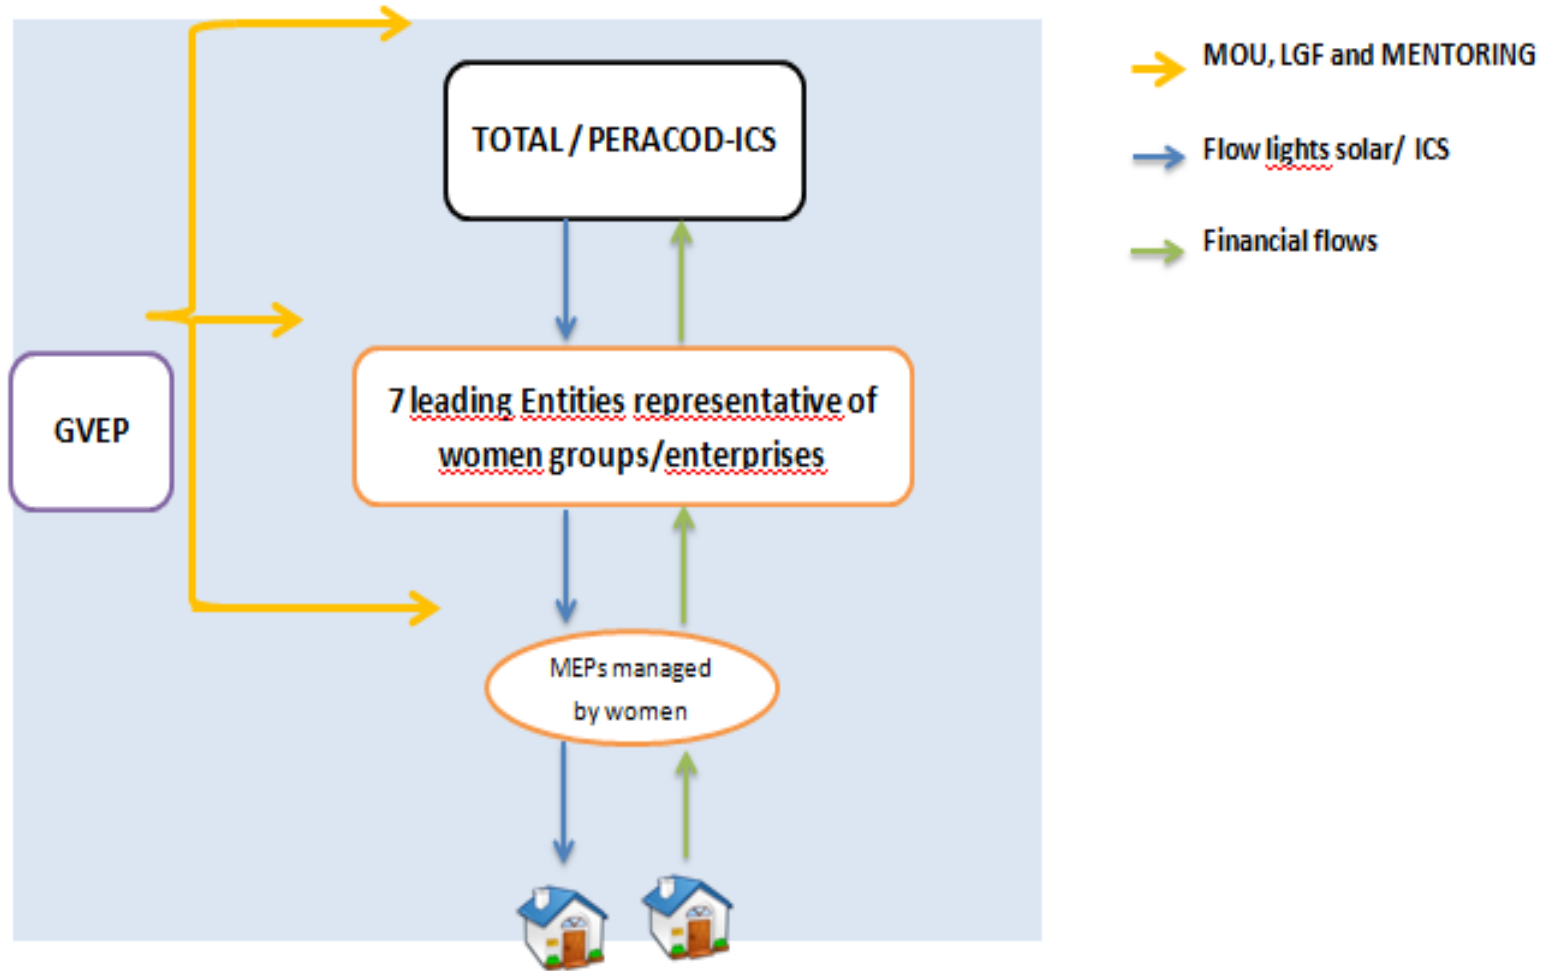 TOTAL / PERACOD-ICS
GVEP
7 leading Entities representative of
women groups/enterprises
MEPs managed
by women
MOU, LGF and MENTORING
Flow lights solar/ ICS
Financial flows